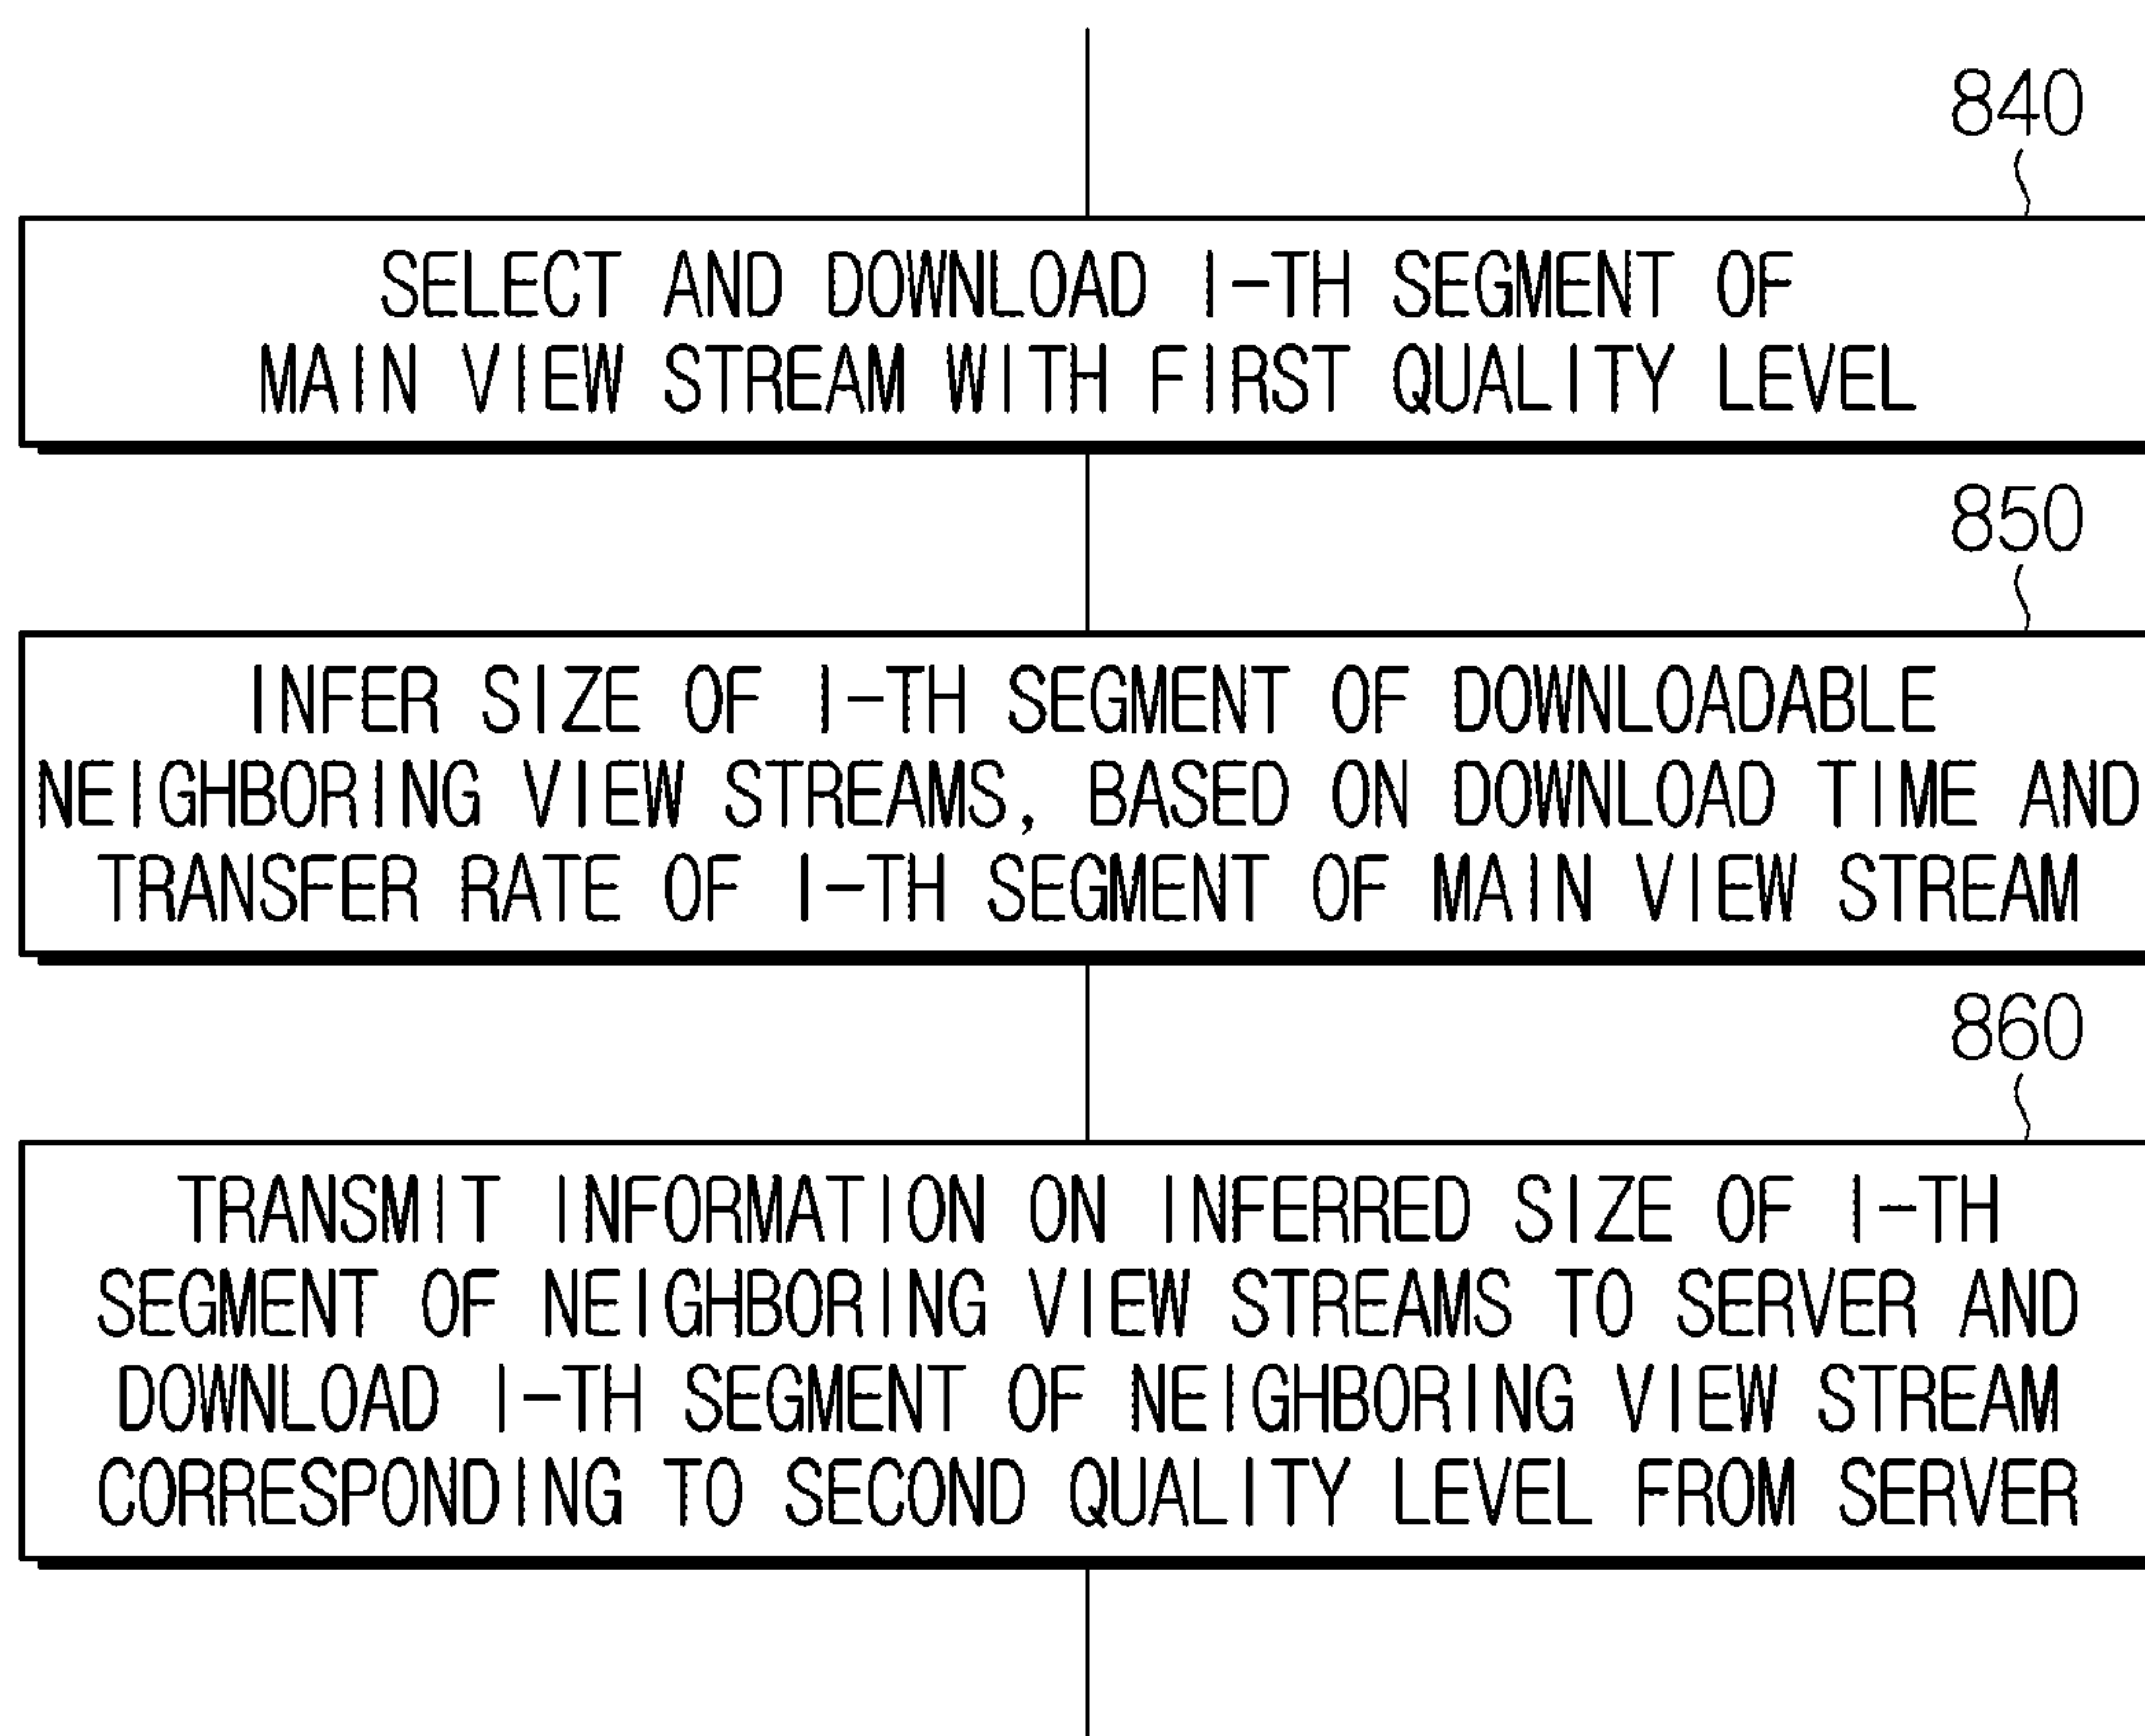 840
SELECT AND DOWNLOAD I-TH SEGMENT OF
MAIN VIEW STREAM WITH FIRST QUALITY LEVEL
850
INFER SIZE OF I-TH SEGMENT OF DOWNLOADABLE
NEIGHBORING VIEW STREAMS, BASED ON DOWNLOAD TIME AND
TRANSFER RATE OF I-TH SEGMENT OF MAIN VIEW STREAM
860
TRANSMIT INFORMATION ON INFERRED SIZE OF I-TH
SEGMENT OF NEIGHBORING VIEW STREAMS TO SERVER AND
DOWNLOAD I-TH SEGMENT OF NEIGHBORING VIEW STREAM
CORRESPONDING TO SECOND QUALITY LEVEL FROM SERVER